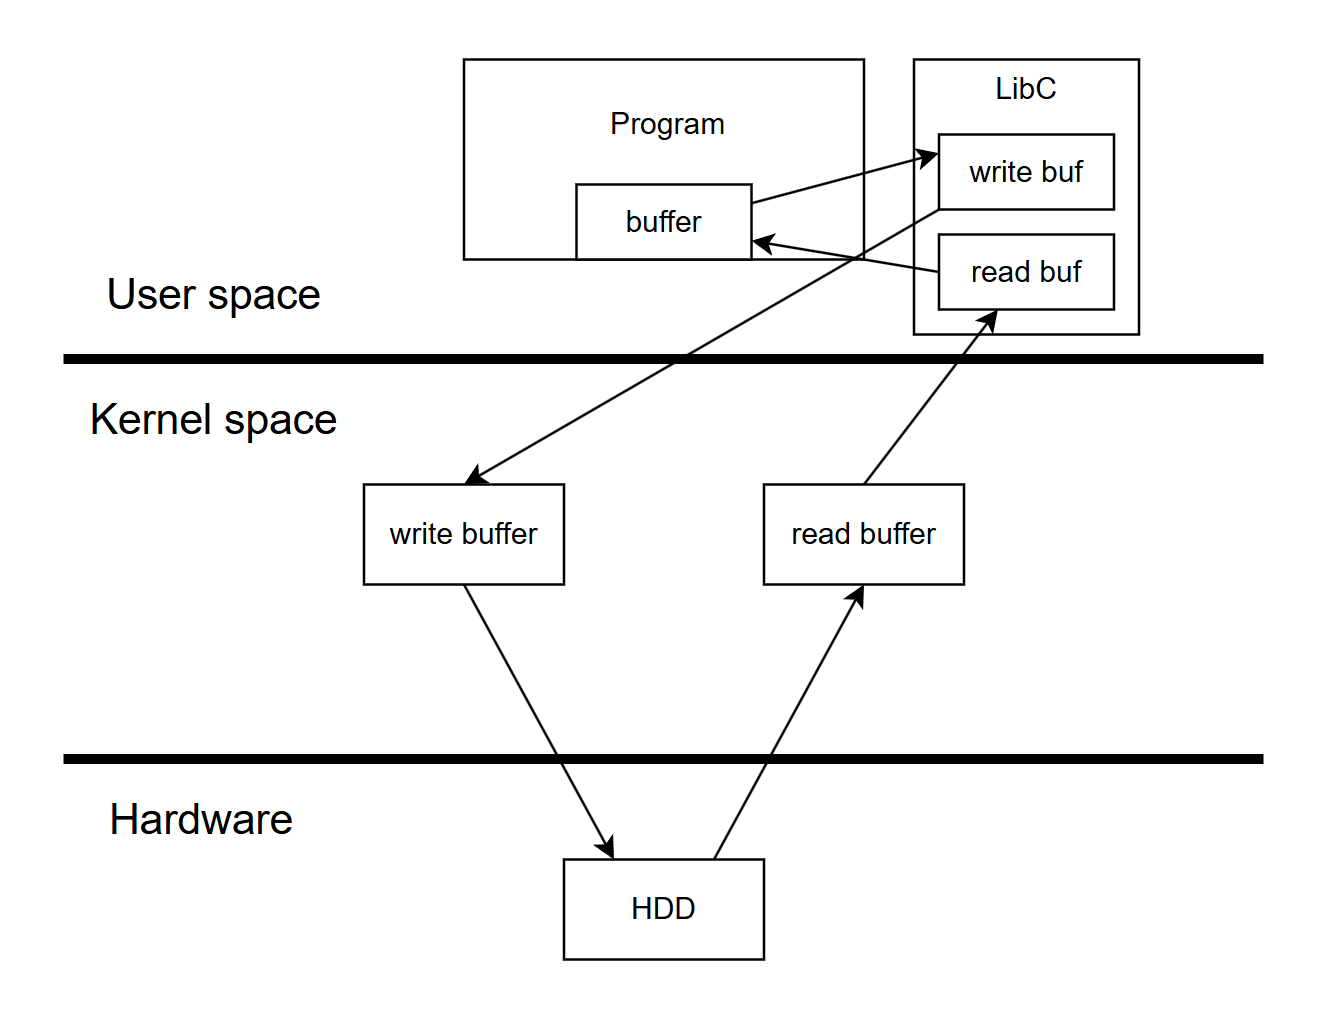 LibC
Program
write buf
buffer
read buf
User space
Kernel space
write buffer
read buffer
Hardware
HDD